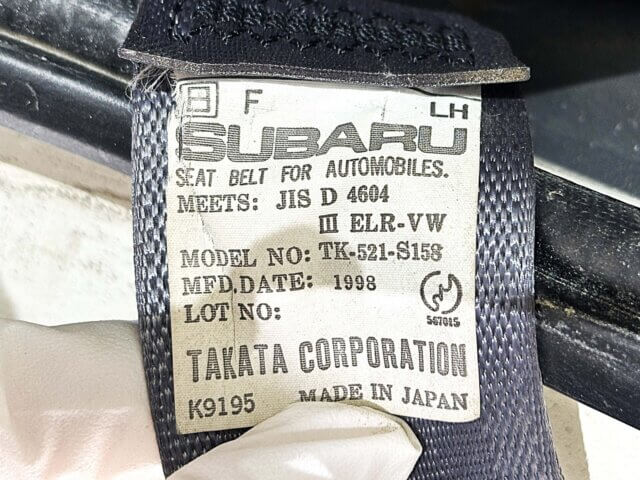 F LH
SUBARU
SEAT BELT FOR AUTOMOBILES.
MEETS: JIS D 4604
III ELR-VW
MODEL NO: TK-521-S158
MFD,DATE: 1998
LOT NO:
567015
TAKATA CORPORATION
K9195 MADE IN JAPAN